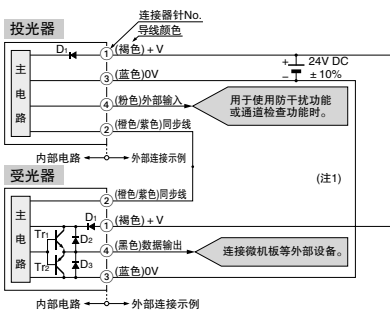 连接器针No.
导线颜色
投光器
D1
① (褐色)+V
主电路
③ (蓝色)0V
+
−
24V DC
±10%
④ (粉色)外部输入
用于使用防干扰功能
或通道检查功能时。
② (橙色/紫色)同步线
内部电路
外部连接示例
(注1)
受光器
② (橙色/紫色)同步线
主电路
D1
① (褐色)+V
Tr1
D2
④ (黑色)数据输出
连接微机板等外部设备。
Tr2
D3
③ (蓝色)0V
内部电路
外部连接示例